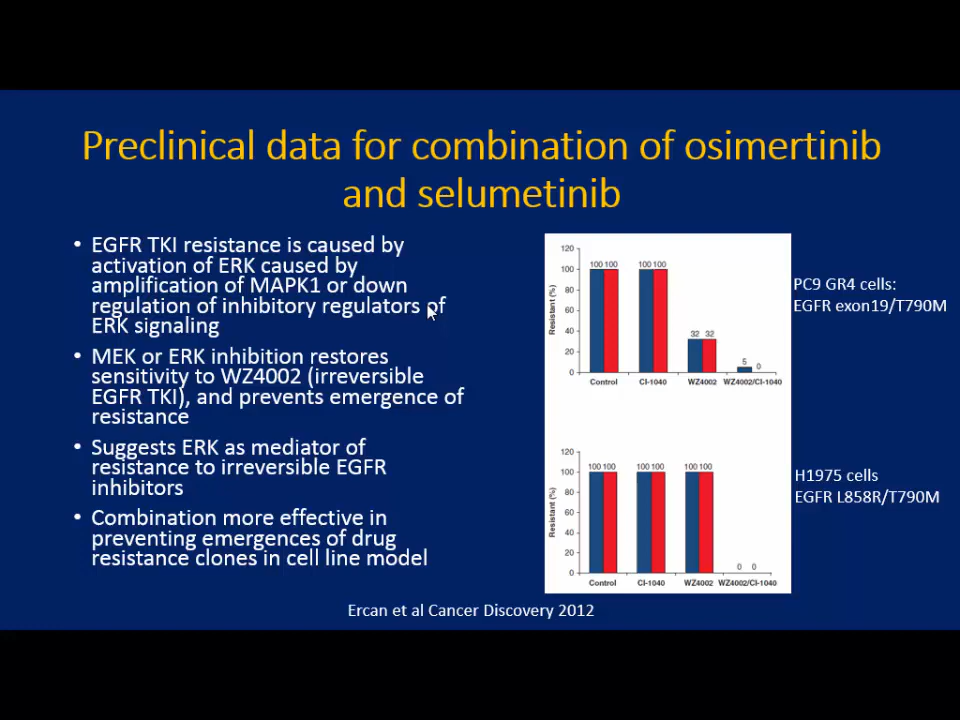 Preclinical data for combination of osimertinib
and selumetinib
• EGFR TKI resistance is caused by
activation of ERK caused by
amplification of MAPK1 or down
regulation of inhibitory regulators of
ERK signaling
• MEK or ERK inhibition restores
sensitivity to WZ4002 (irreversible
EGFR TKI), and prevents emergence of
resistance
• Suggests ERK as mediator of
resistance to irreversible EGFR
inhibitors
• Combination more effective in
preventing emergences of drug
resistance clones in cell line model
Resistant (%)
120
100
80
60
40
20
0
100 100
100 100
32 32
5 0
Control CI-1040 WZ4002 WZ4002/CI-1040
PC9 GR4 cells:
EGFR exon19/T790M
Resistant (%)
120
100
80
60
40
20
0
100 100
100 100
100 100
0 0
Control CI-1040 WZ4002 WZ4002/CI-1040
H1975 cells
EGFR L858R/T790M
Ercan et al Cancer Discovery 2012